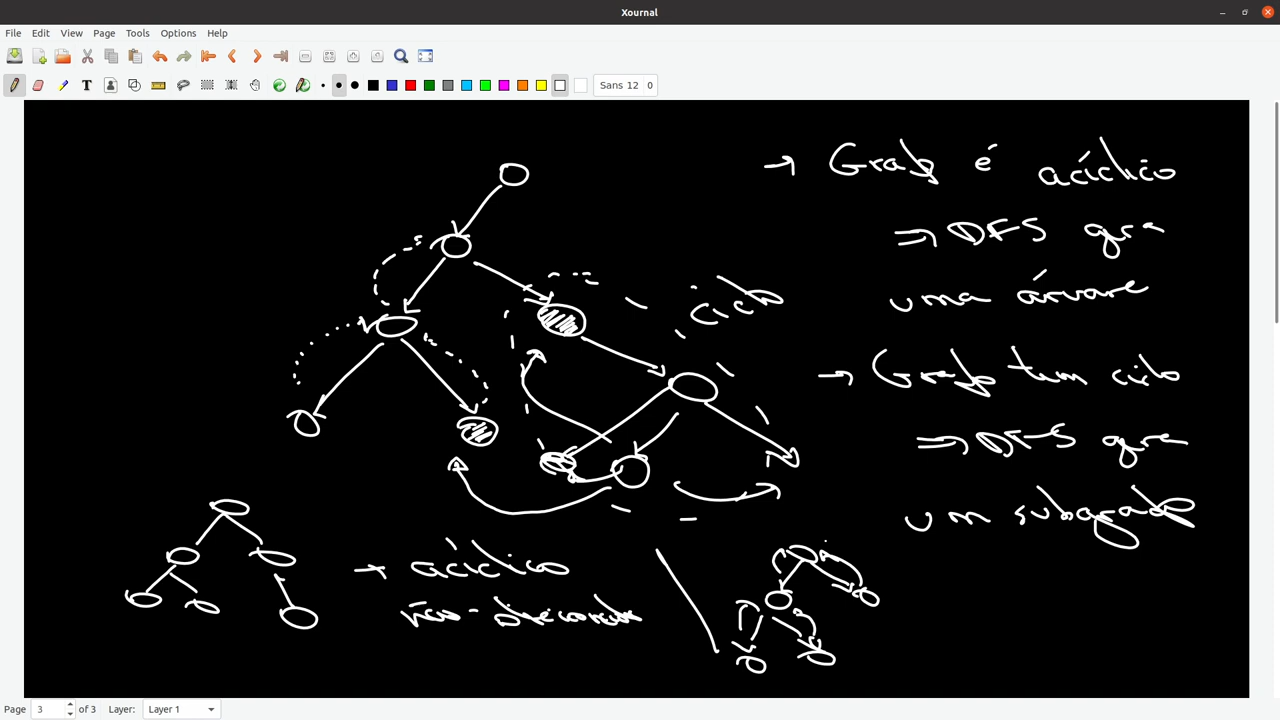 Xournal
File Edit View Page Tools Options Help
Sans 12 0
→ Grafo é acíclico
⇒ DFS gera
uma árvore
ciclo
→ Grafo tem ciclo
⇒ DFS gera
um subgrafo
→ acíclico
não-direcionado
Page 3 of 3 Layer: Layer 1